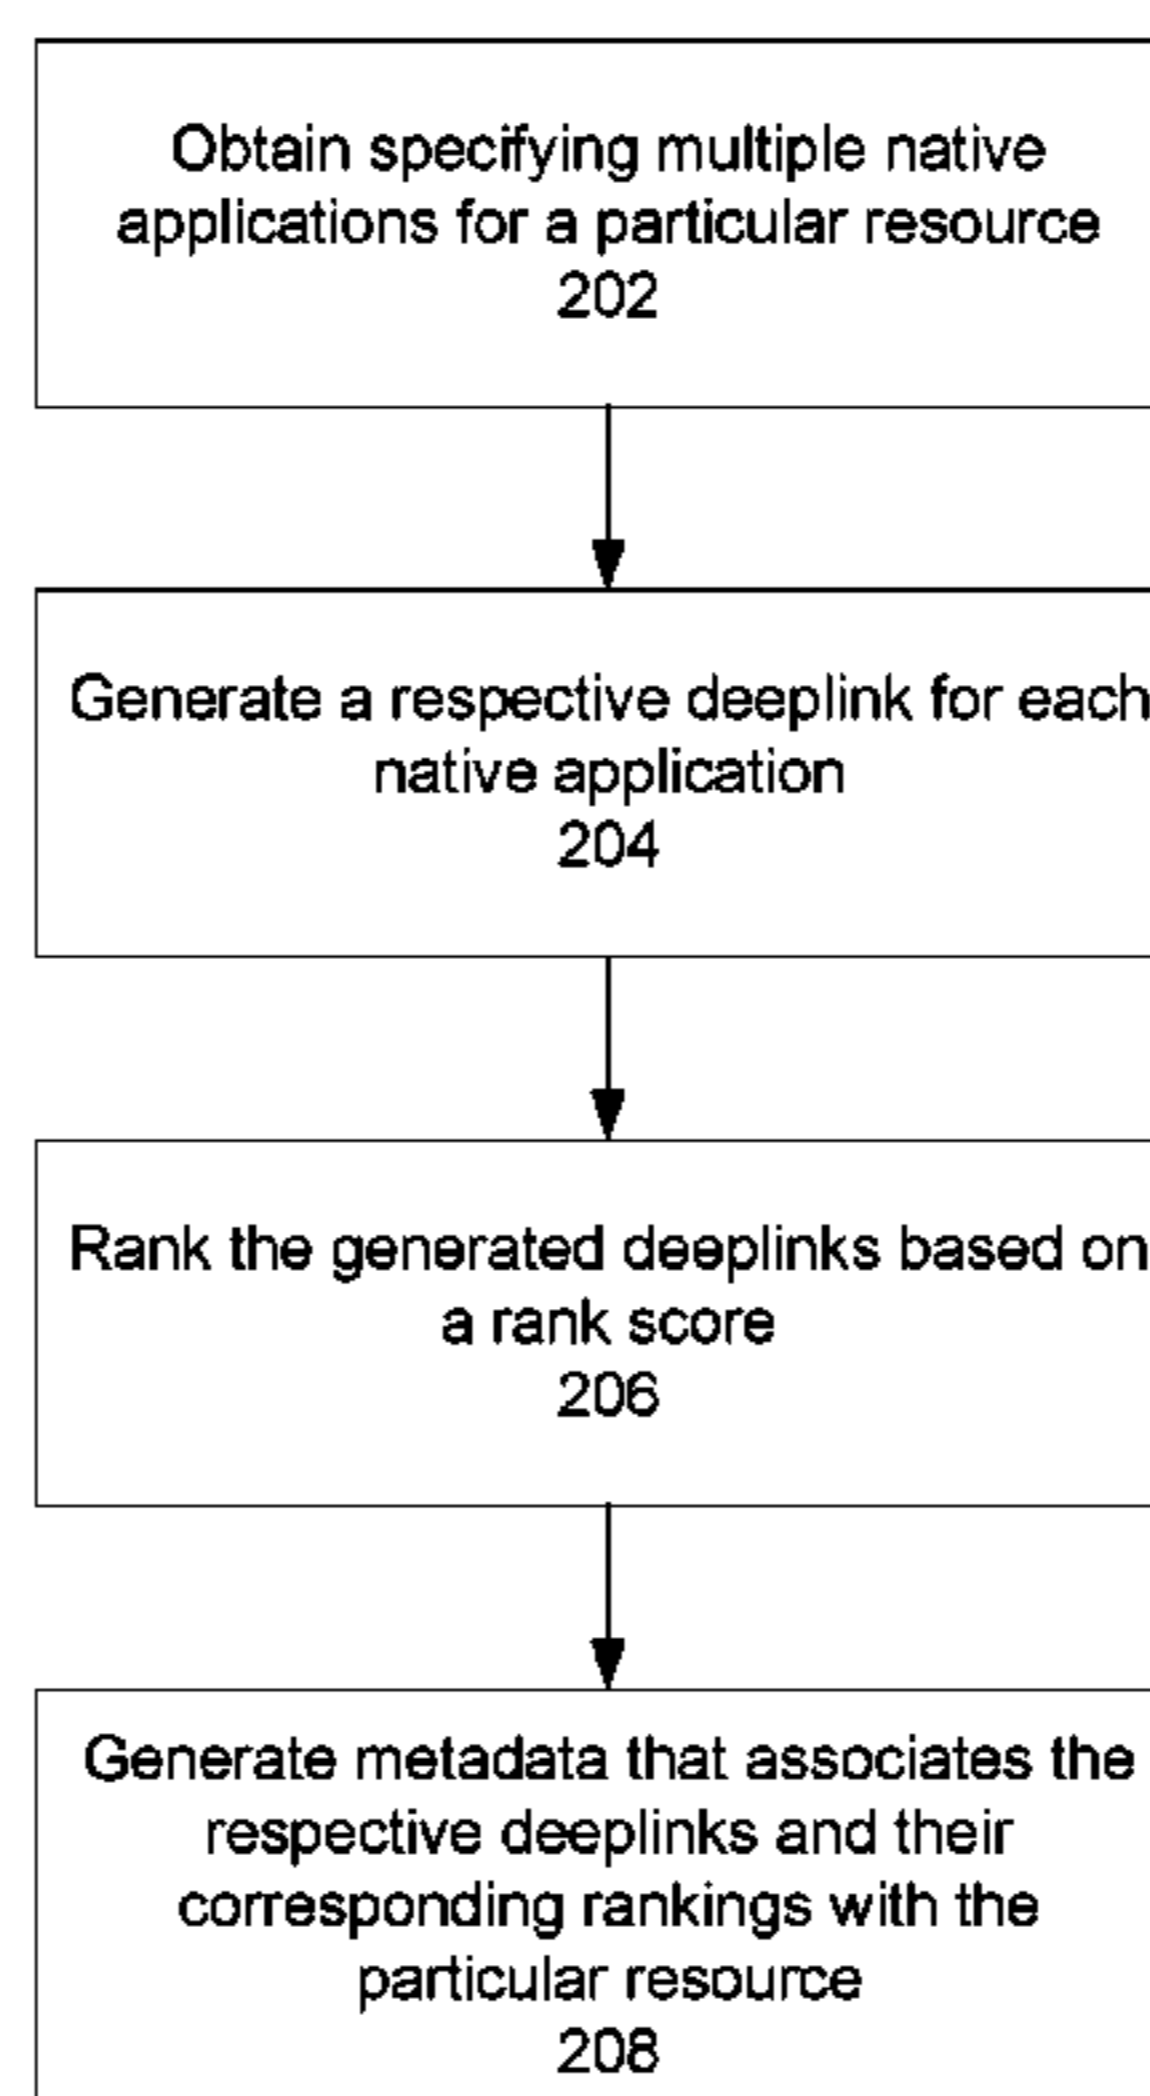 Obtain specifying multiple native
applications for a particular resource
202
Generate a respective deeplink for each
native application
204
Rank the generated deeplinks based on
a rank score
206
Generate metadata that associates the
respective deeplinks and their
corresponding rankings with the
particular resource
208